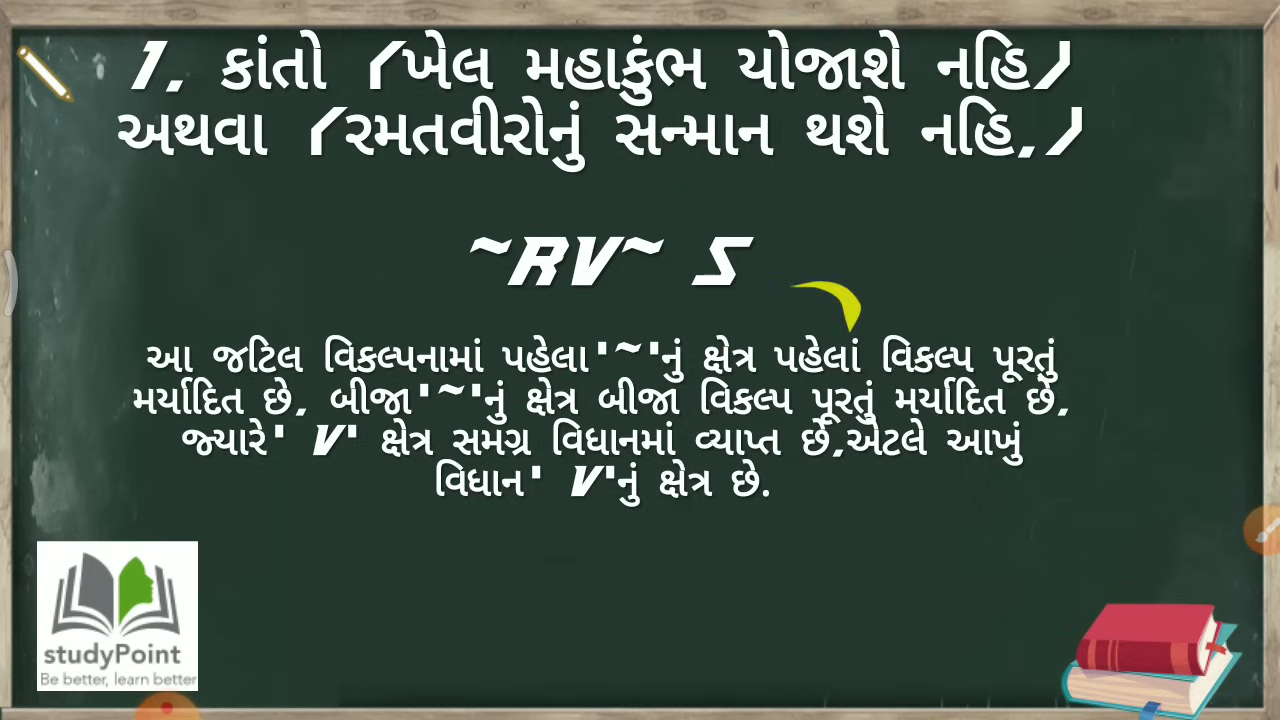 1. કાંતો (ખેલ મહાકુંભ યોજાશે નહિ)
અથવા (રમતવીરોનું સન્માન થશે નહિ.)
~RV~ S
આ જટિલ વિકલ્પનામાં પહેલા'~'નું ક્ષેત્ર પહેલાં વિકલ્પ પૂરતું
મર્યાદિત છે, બીજા'~'નું ક્ષેત્ર બીજા વિકલ્પ પૂરતું મર્યાદિત છે,
જ્યારે' V' ક્ષેત્ર સમગ્ર વિધાનમાં વ્યાપ્ત છે.એટલે આખું
વિધાન' V'નું ક્ષેત્ર છે.
studyPoint
Be better, learn better